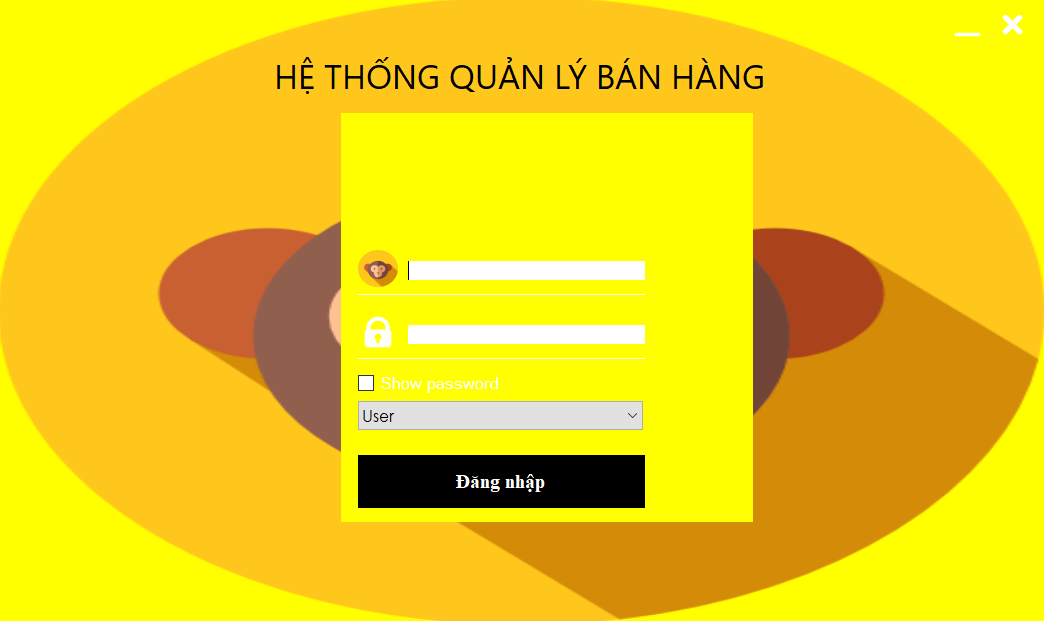 HỆ THỐNG QUẢN LÝ BÁN HÀNG
Show password
User
Đăng nhập